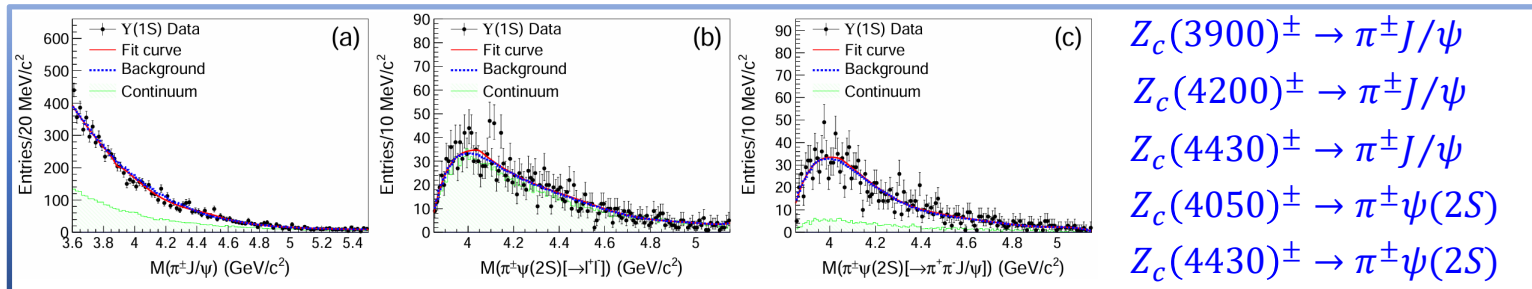 Entries/20 MeV/c²
600
500
400
300
200
100
0
ϒ(1S) Data
Fit curve
Background
Continuum
(a)
3.6 3.8 4 4.2 4.4 4.6 4.8 5 5.2 5.4
M(π±J/ψ) (GeV/c²)
Entries/10 MeV/c²
90
80
70
60
50
40
30
20
10
0
ϒ(1S) Data
Fit curve
Background
Continuum
(b)
4 4.2 4.4 4.6 4.8 5
M(π±ψ(2S)[→l⁺l⁻]) (GeV/c²)
Entries/10 MeV/c²
90
80
70
60
50
40
30
20
10
0
ϒ(1S) Data
Fit curve
Background
Continuum
(c)
4 4.2 4.4 4.6 4.8 5
M(π±ψ(2S)[→π⁺π⁻J/ψ]) (GeV/c²)
Z_c(3900)^± → π^±J/ψ
Z_c(4200)^± → π^±J/ψ
Z_c(4430)^± → π^±J/ψ
Z_c(4050)^± → π^±ψ(2S)
Z_c(4430)^± → π^±ψ(2S)